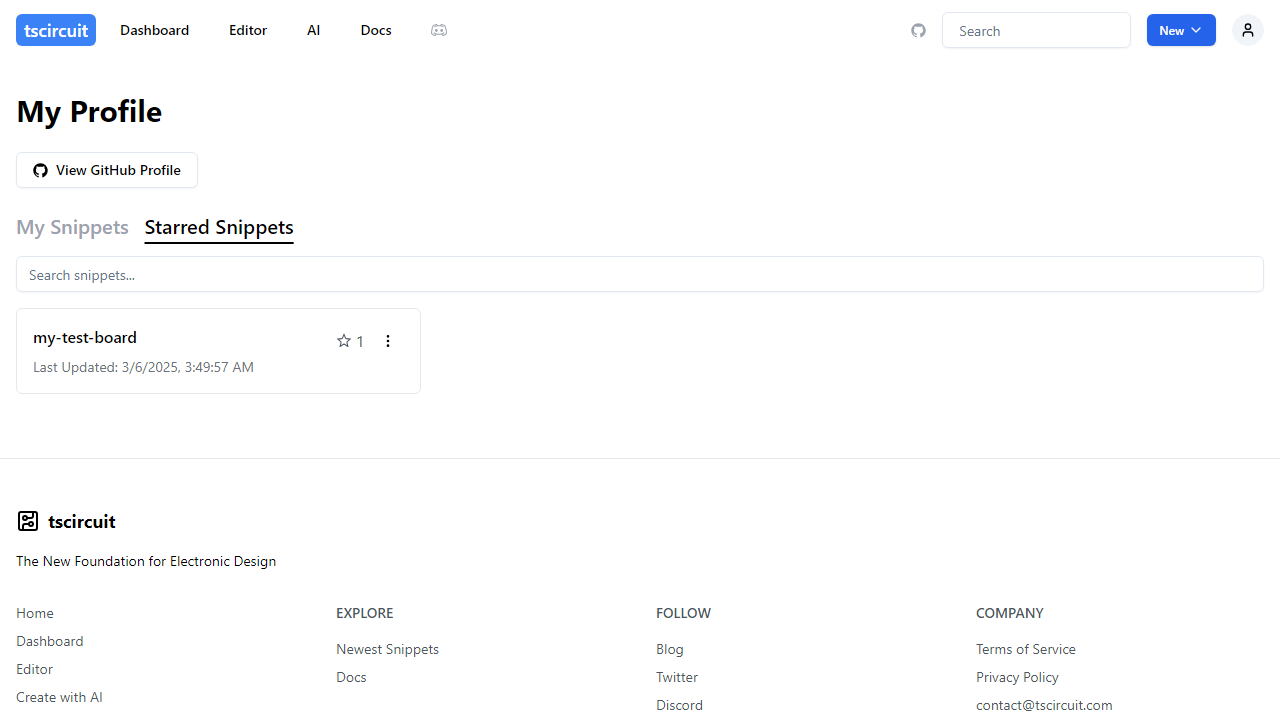 tscircuit Dashboard Editor AI Docs Search New
My Profile
View GitHub Profile
My Snippets Starred Snippets
Search snippets...
my-test-board 1
Last Updated: 3/6/2025, 3:49:57 AM
tscircuit
The New Foundation for Electronic Design
Home
Dashboard
Editor
Create with AI
EXPLORE
Newest Snippets
Docs
FOLLOW
Blog
Twitter
Discord
COMPANY
Terms of Service
Privacy Policy
contact@tscircuit.com